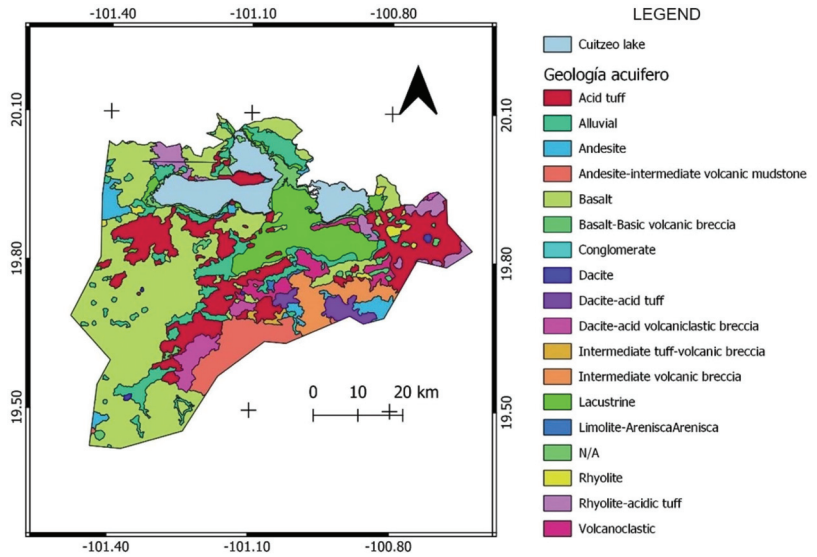 -101.40 -101.10 -100.80
20.10
19.80
19.50
20.10
19.80
19.50
0 10 20 km
-101.40 -101.10 -100.80
LEGEND
Cuitzeo lake
Geología acuifero
Acid tuff
Alluvial
Andesite
Andesite-intermediate volcanic mudstone
Basalt
Basalt-Basic volcanic breccia
Conglomerate
Dacite
Dacite-acid tuff
Dacite-acid volcaniclastic breccia
Intermediate tuff-volcanic breccia
Intermediate volcanic breccia
Lacustrine
Limolite-AreniscaArenisca
N/A
Rhyolite
Rhyolite-acidic tuff
Volcanoclastic